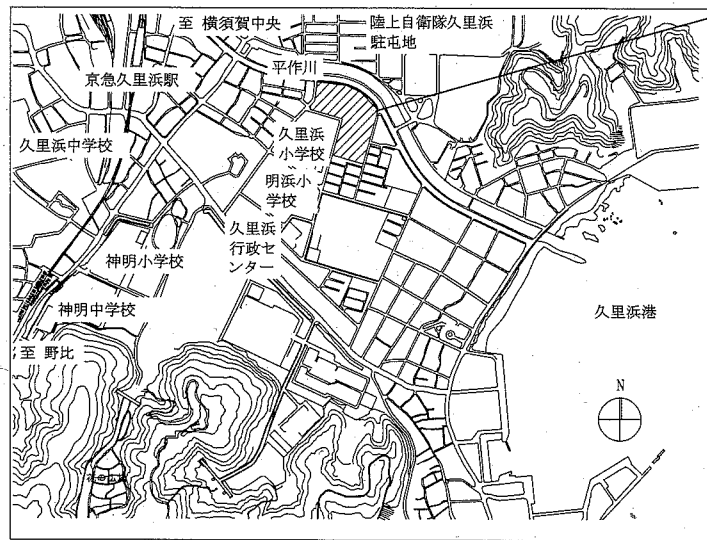 至 横須賀中央
陸上自衛隊久里浜
駐屯地
京急久里浜駅
平作川
久里浜中学校
久里浜
小学校
明浜小
学校
久里浜
行政セ
ンター
神明小学校
神明中学校
至 野比
久里浜港
N